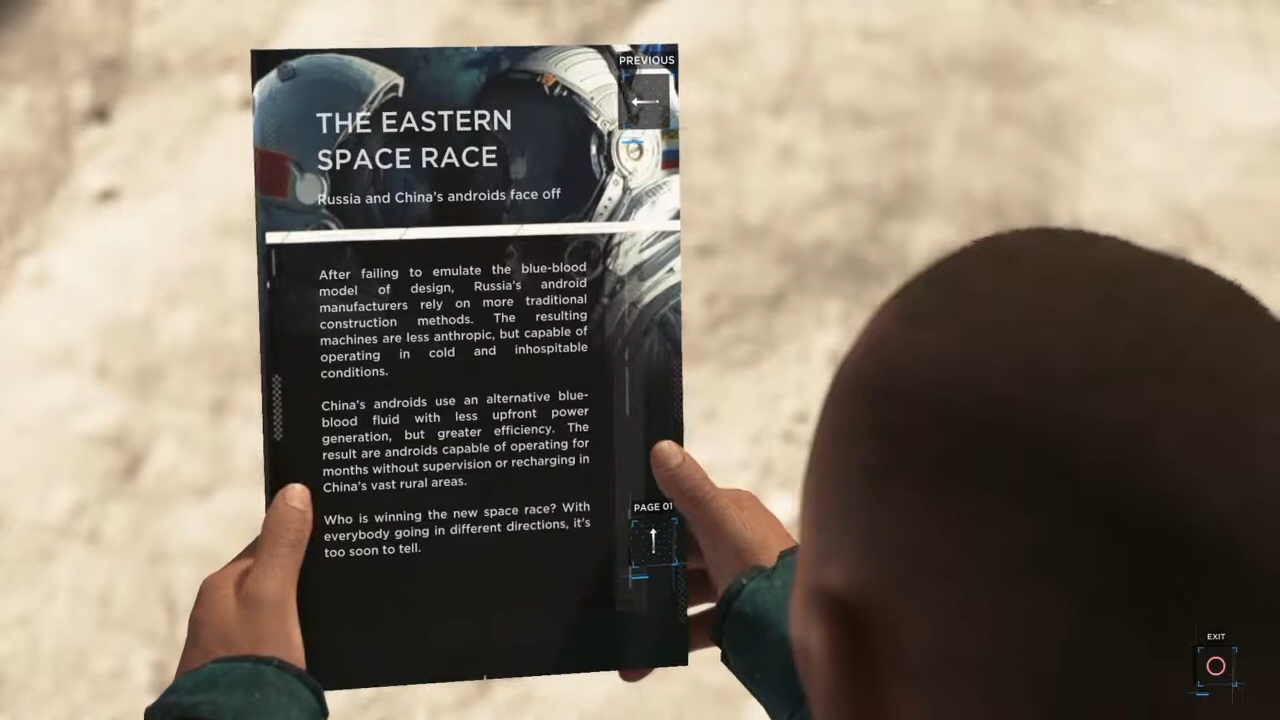 PREVIOUS
THE EASTERN
SPACE RACE
Russia and China's androids face off
After failing to emulate the blue-blood
model of design, Russia's android
manufacturers rely on more traditional
construction methods. The resulting
machines are less anthropic, but capable of
operating in cold and inhospitable
conditions.
China's androids use an alternative blue-
blood fluid with less upfront power
generation, but greater efficiency. The
result are androids capable of operating for
months without supervision or recharging in
China's vast rural areas.
Who is winning the new space race? With
everybody going in different directions, it's
too soon to tell.
PAGE 01
EXIT